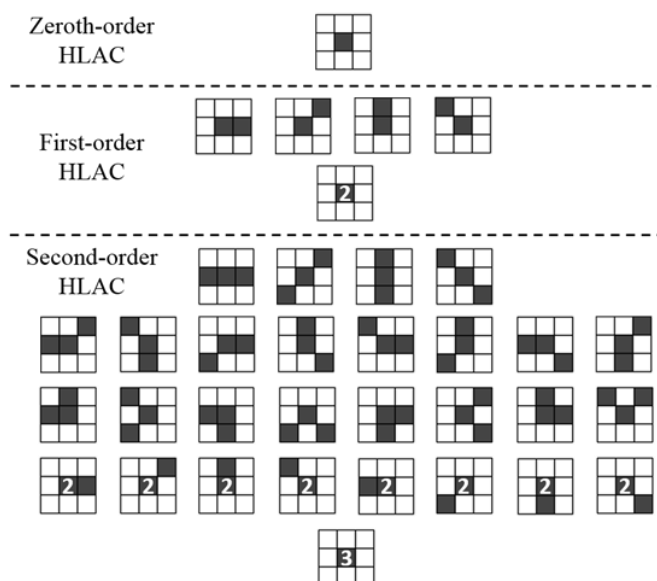 Zeroth-order
HLAC
First-order
HLAC
2
Second-order
HLAC
2 2 2 2 2 2 2 2
3